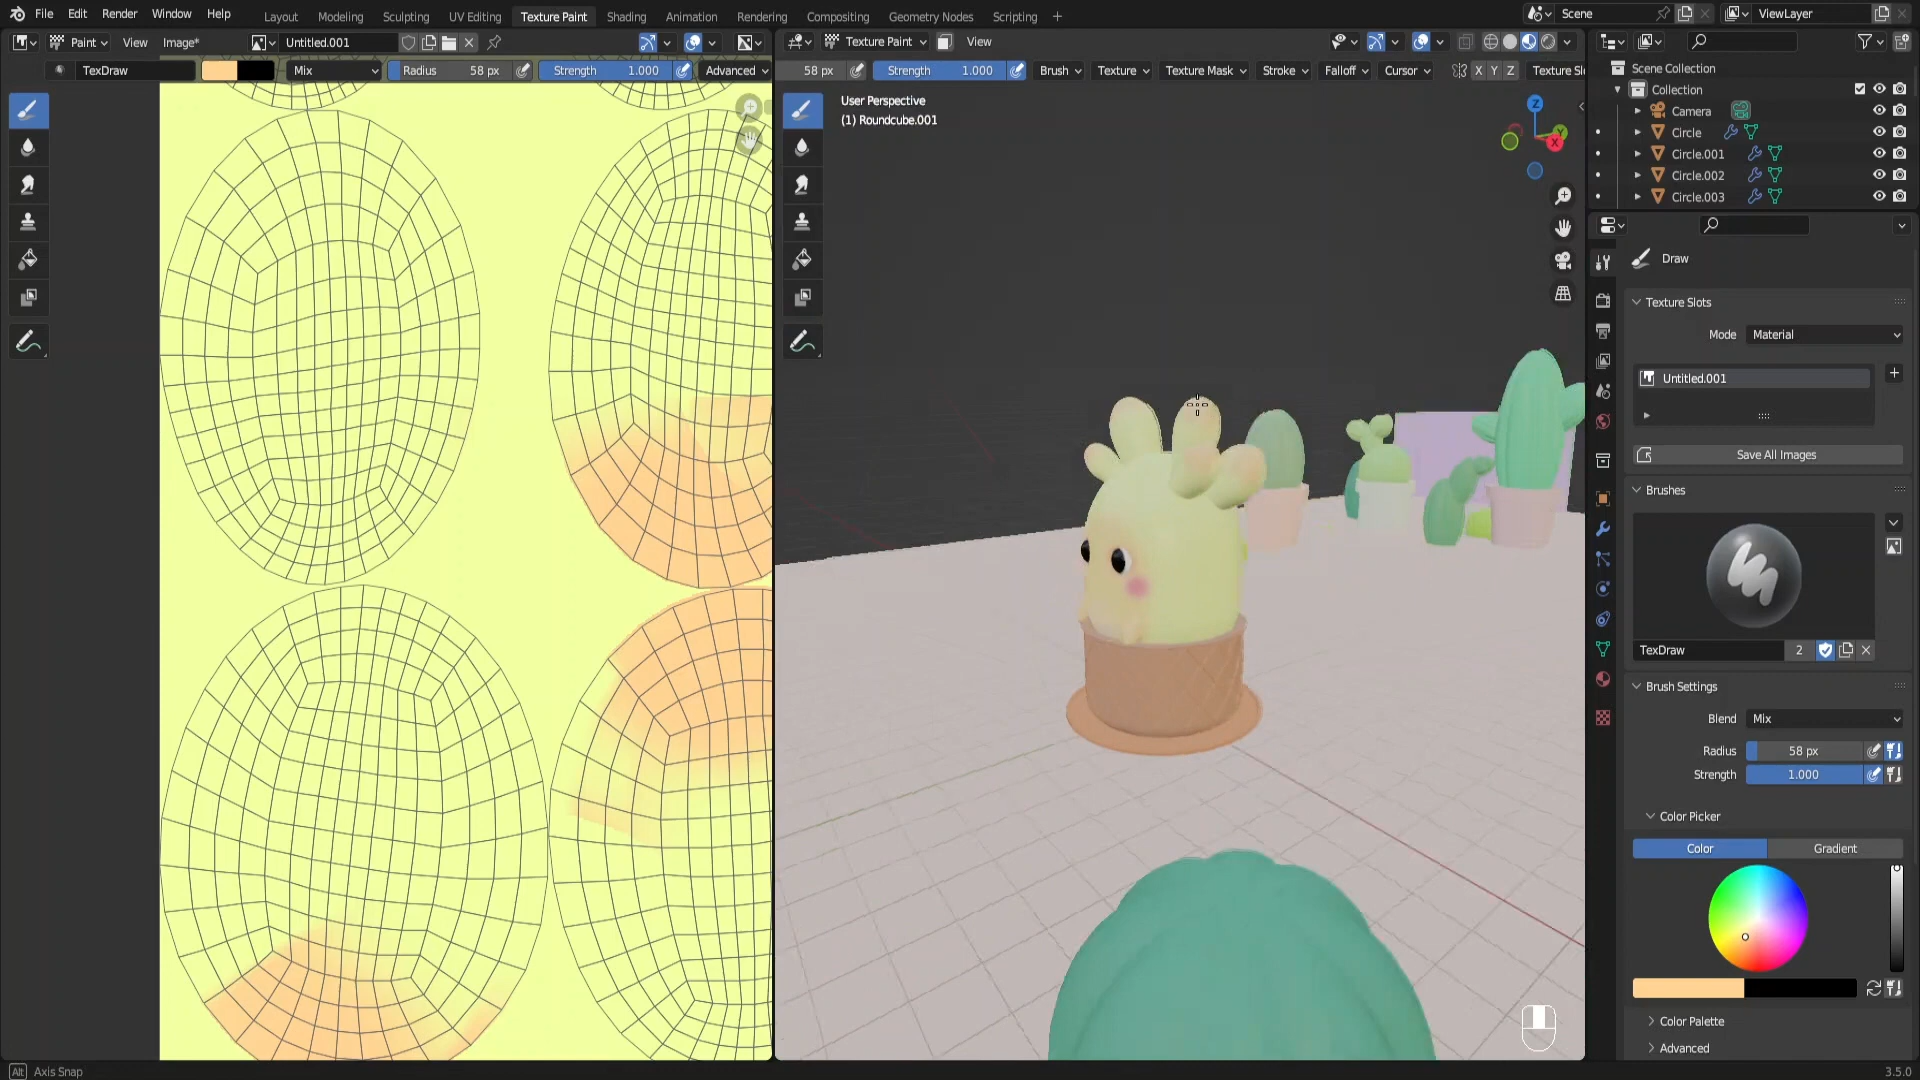 File Edit Render Window Help Layout Modeling Sculpting UV Editing Texture Paint Shading Animation Rendering Compositing Geometry Nodes Scripting + Scene ViewLayer
Paint View Image* Untitled.001 Texture Paint View
TexDraw Mix Radius 58 px Strength 1.000 Advanced 58 px Strength 1.000 Brush Texture Texture Mask Stroke Falloff Cursor X Y Z Texture Sl
User Perspective
(1) Roundcube.001
Z
Y
X
Scene Collection
Collection
Camera
Circle
Circle.001
Circle.002
Circle.003
Draw
Texture Slots
Mode Material
Untitled.001
Save All Images
Brushes
TexDraw 2
Brush Settings
Blend Mix
Radius 58 px
Strength 1.000
Color Picker
Color Gradient
Color Palette
Advanced
Alt Axis Snap 3.5.0